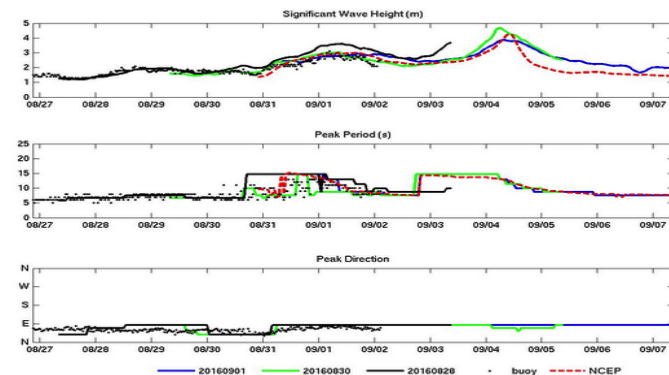 Significant Wave Height (m)
5
4
3
2
1
0
08/27 08/28 08/29 08/30 08/31 09/01 09/02 09/03 09/04 09/05 09/06 09/07
Peak Period (s)
25
20
15
10
5
0
08/27 08/28 08/29 08/30 08/31 09/01 09/02 09/03 09/04 09/05 09/06 09/07
Peak Direction
N
W
S
E
N
08/27 08/28 08/29 08/30 08/31 09/01 09/02 09/03 09/04 09/05 09/06 09/07
20160901 20160830 20160828 buoy NCEP